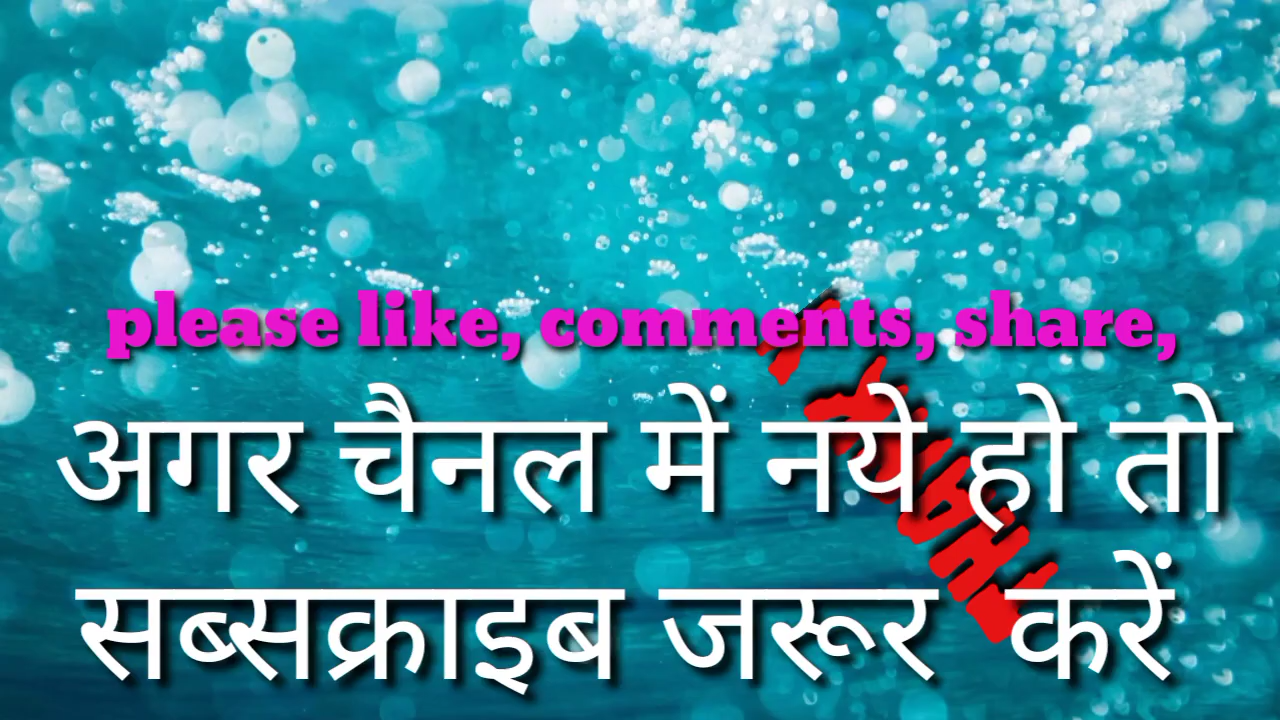 please like, comments, share,
अगर चैनल में नये हो तो
सब्सक्राइब जरूर करें